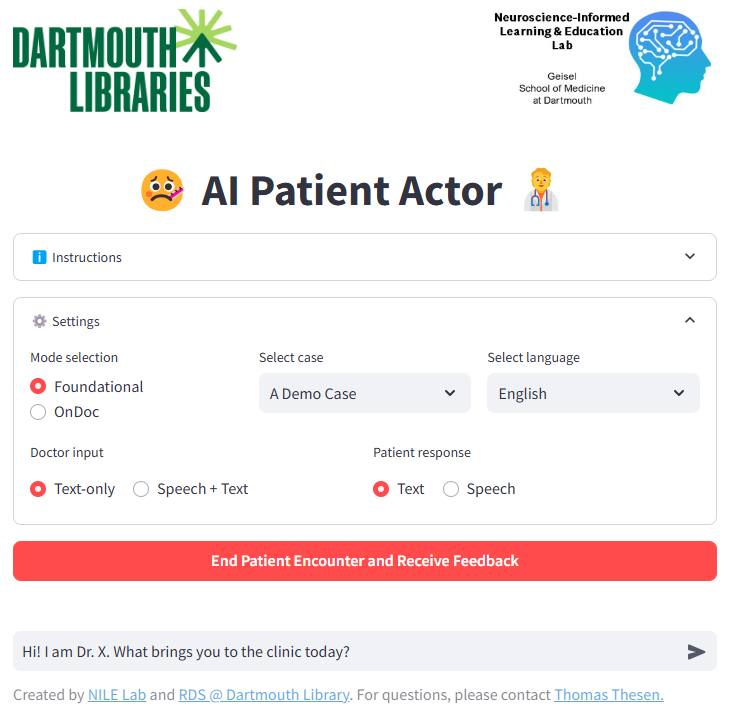 DARTMOUTH
LIBRARIES
Neuroscience-Informed
Learning & Education
Lab
Geisel
School of Medicine
at Dartmouth
AI Patient Actor
Instructions
Settings
Mode selection
Foundational
OnDoc
Select case
A Demo Case
Select language
English
Doctor input
Text-only Speech + Text
Patient response
Text Speech
End Patient Encounter and Receive Feedback
Hi! I am Dr. X. What brings you to the clinic today?
Created by NILE Lab and RDS @ Dartmouth Library. For questions, please contact Thomas Thesen.